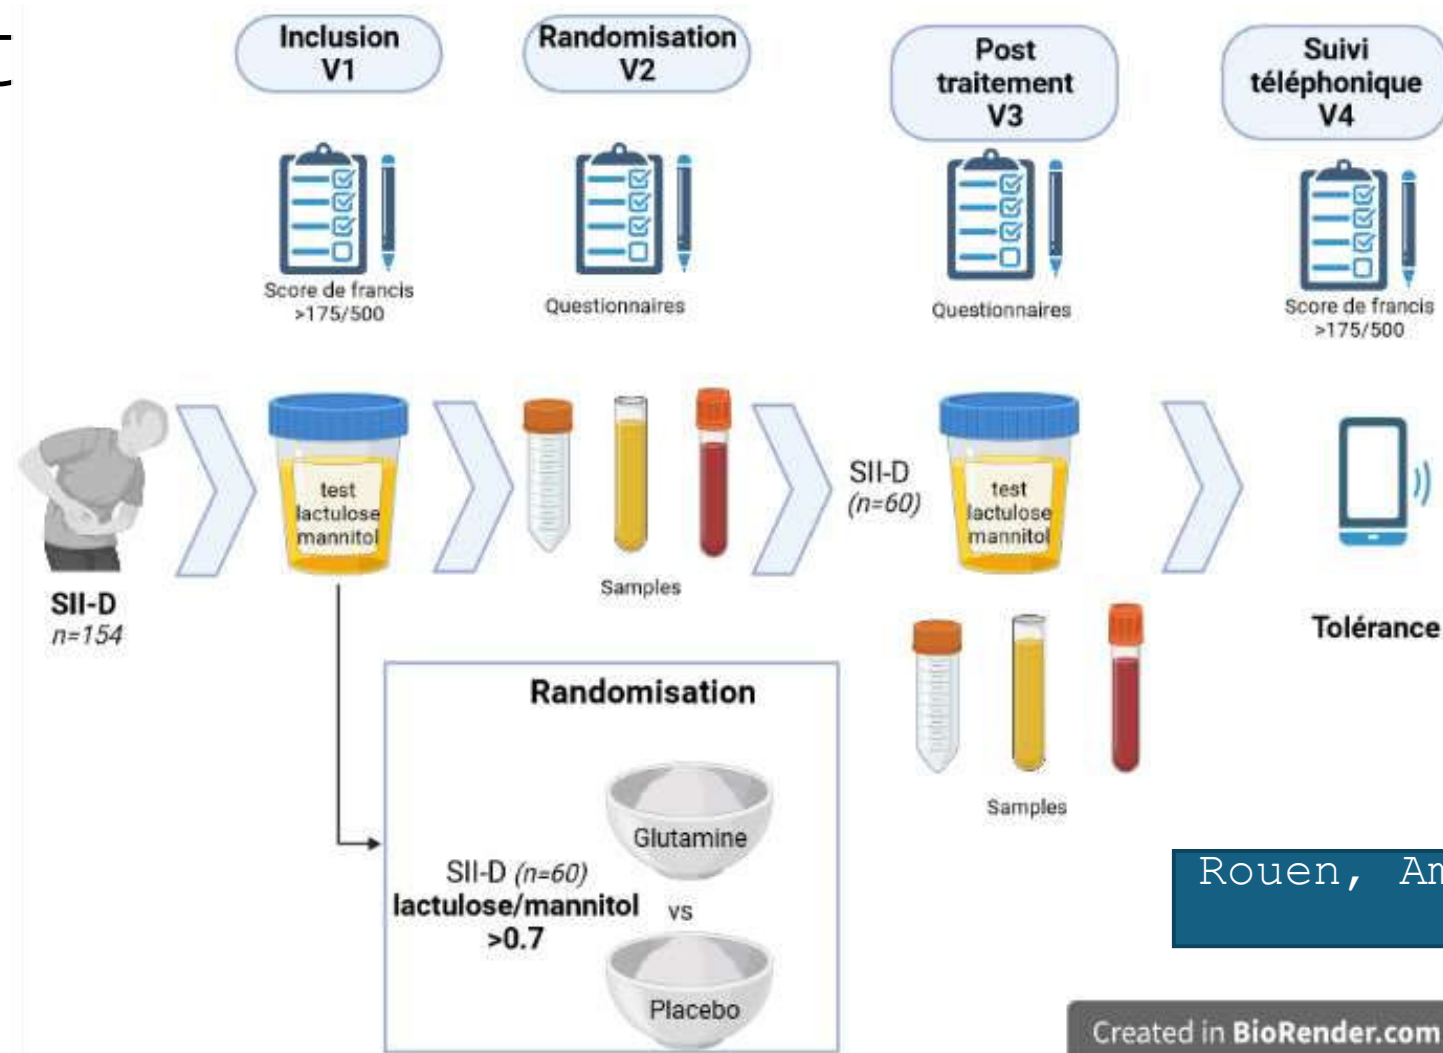 Inclusion
V1
Randomisation
V2
Post
traitement
V3
Suivi
téléphonique
V4
Score de francis
>175/500
Questionnaires
Questionnaires
Score de francis
>175/500
SII-D
n=154
test
lactulose
mannitol
Samples
SII-D
(n=60)
test
lactulose
mannitol
Samples
Tolérance
Randomisation
Glutamine
SII-D (n=60)
lactulose/mannitol
>0.7
vs
Placebo
Rouen,
Created in BioRender.com